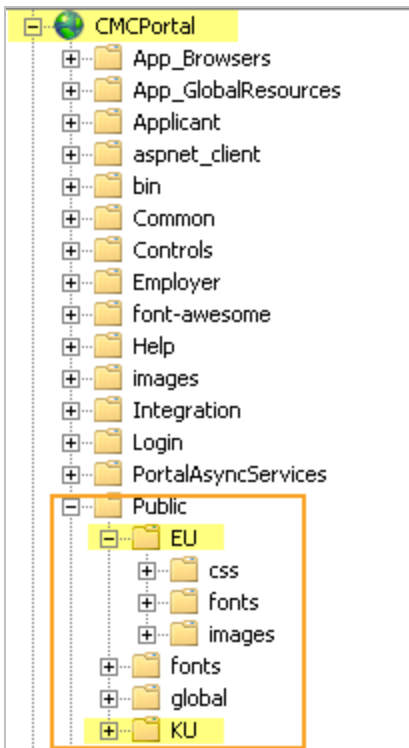 CMCPortal
App_Browsers
App_GlobalResources
Applicant
aspnet_client
bin
Common
Controls
Employer
font-awesome
Help
images
Integration
Login
PortalAsyncServices
Public
EU
css
fonts
images
fonts
global
KU